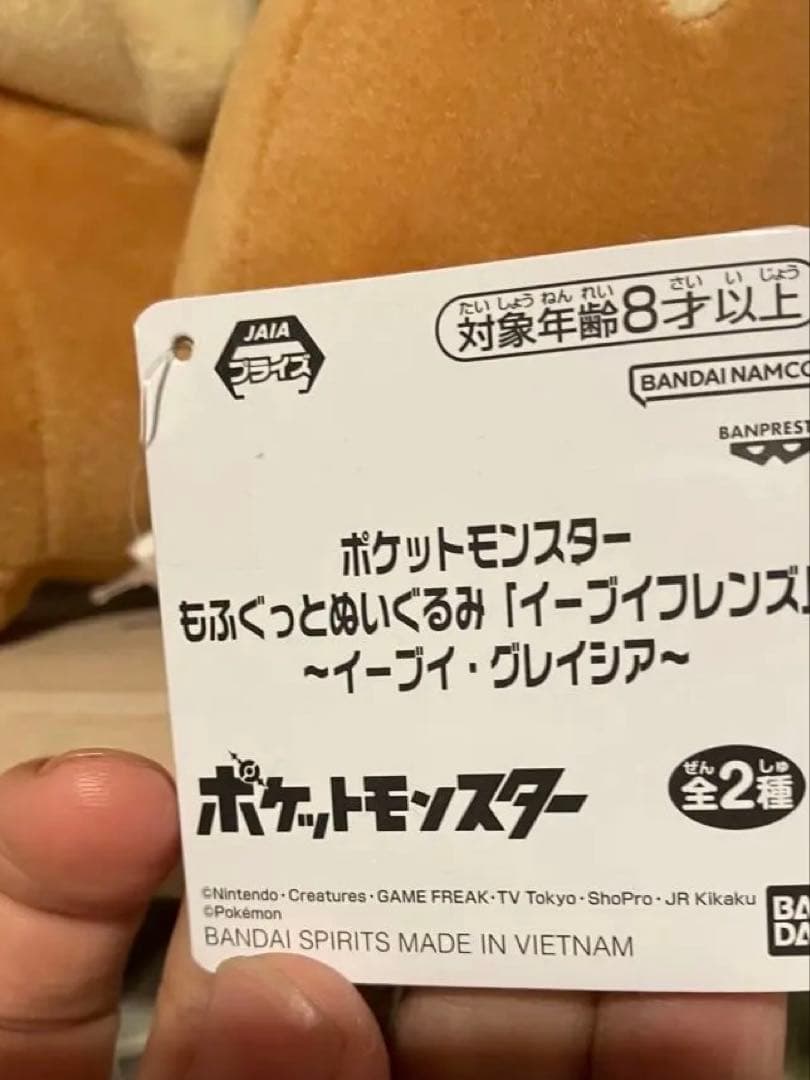 JAIA
プライズ
たいしょうねんれい さいいじょう
対象年齢8才以上
BANDAI NAMCO
BANPREST
ポケットモンスター
もふぐっとぬいぐるみ「イーブイフレンズ」
~イーブイ・グレイシア~
ポケットモンスター
ぜん しゅ
全2種
©Nintendo・Creatures・GAME FREAK・TV Tokyo・ShoPro・JR Kikaku
©Pokémon
BANDAI SPIRITS MADE IN VIETNAM
BA
DA